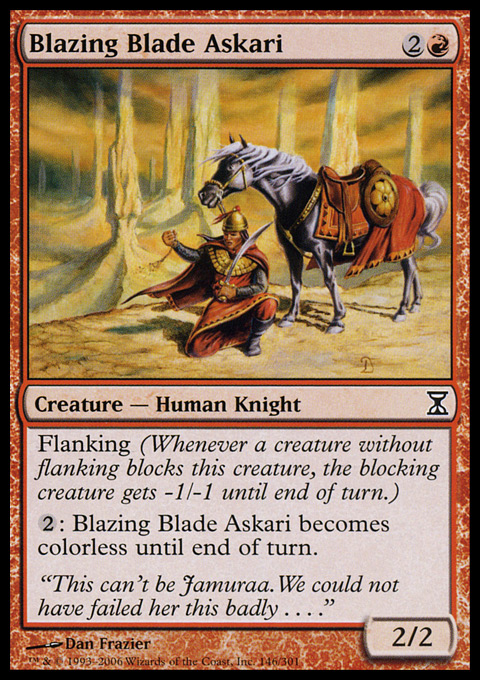 Blazing Blade Askari 2
Creature — Human Knight
Flanking (Whenever a creature without
flanking blocks this creature, the blocking
creature gets -1/-1 until end of turn.)
2: Blazing Blade Askari becomes
colorless until end of turn.
“This can't be Jamuraa. We could not
have failed her this badly . . . .”
2/2
Dan Frazier
™ & © 1993-2006 Wizards of the Coast, Inc. 146/301